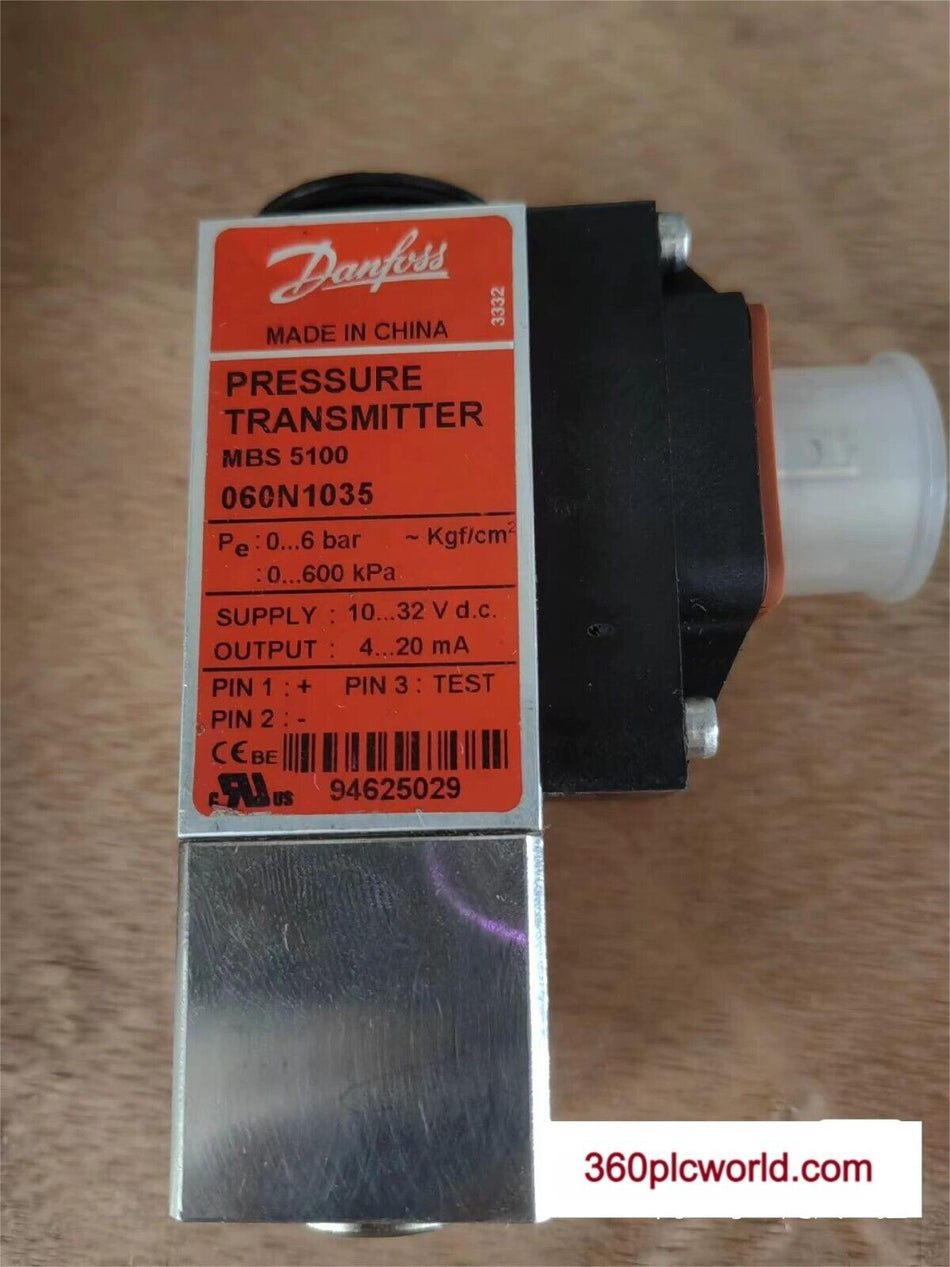 Danfoss
3332
MADE IN CHINA
PRESSURE
TRANSMITTER
MBS 5100
060N1035
Pe : 0...6 bar ~ Kgf/cm²
: 0...600 kPa
SUPPLY : 10...32 V d.c.
OUTPUT : 4...20 mA
PIN 1 : + PIN 3 : TEST
PIN 2 : -
CE BE
c RU US 94625029
360plcworld.com